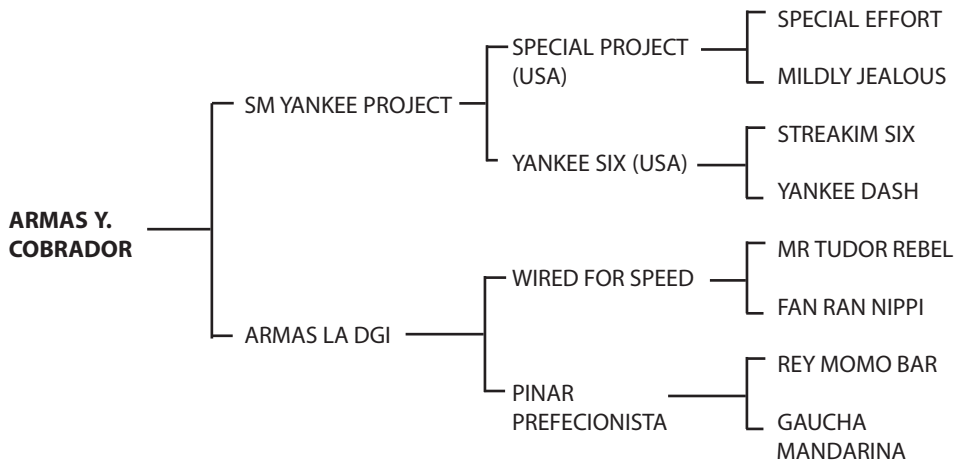 SPECIAL EFFORT
SPECIAL PROJECT
(USA)
MILDLY JEALOUS
SM YANKEE PROJECT
STREAKIM SIX
YANKEE SIX (USA)
YANKEE DASH
ARMAS Y.
COBRADOR
MR TUDOR REBEL
WIRED FOR SPEED
FAN RAN NIPPI
ARMAS LA DGI
REY MOMO BAR
PINAR
PREFECIONISTA
GAUCHA
MANDARINA